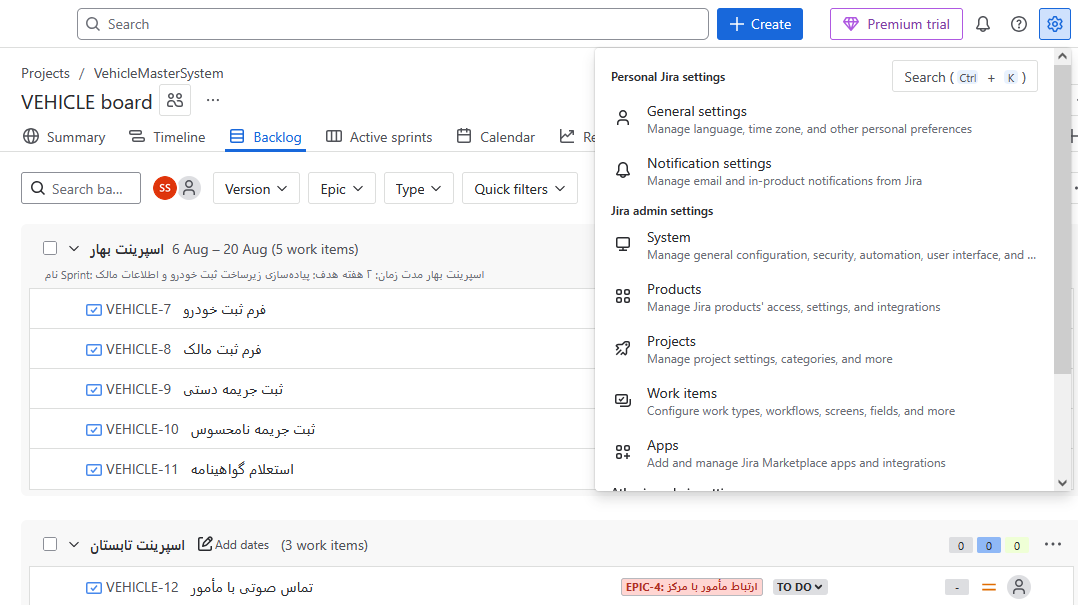 Search
Create
Premium trial
Projects / VehicleMasterSystem
VEHICLE board
Summary
Timeline
Backlog
Active sprints
Calendar
Search ba...
SS
Version
Epic
Type
Quick filters
اسپرینت بهار 6 Aug – 20 Aug (5 work items)
نام Sprint: اسپرینت بهار مدت زمان: ۲ هفته هدف: پیاده‌سازی زیرساخت ثبت خودرو و اطلاعات مالک
VEHICLE-7 فرم ثبت خودرو
VEHICLE-8 فرم ثبت مالک
VEHICLE-9 ثبت جریمه دستی
VEHICLE-10 ثبت جریمه نامحسوس
VEHICLE-11 استعلام گواهینامه
اسپرینت تابستان Add dates (3 work items)
0 0 0
VEHICLE-12 تماس صوتی با مأمور
EPIC-4: ارتباط مأمور با مرکز
TO DO
-
Personal Jira settings
Search ( Ctrl + K )
General settings
Manage language, time zone, and other personal preferences
Notification settings
Manage email and in-product notifications from Jira
Jira admin settings
System
Manage general configuration, security, automation, user interface, and ...
Products
Manage Jira products' access, settings, and integrations
Projects
Manage project settings, categories, and more
Work items
Configure work types, workflows, screens, fields, and more
Apps
Add and manage Jira Marketplace apps and integrations